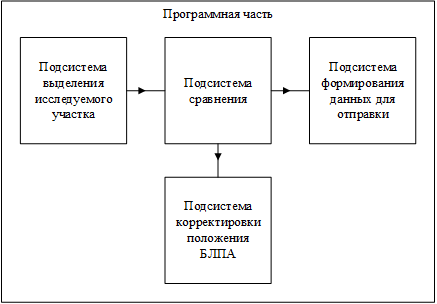 Программная часть
Подсистема
выделения
исследуемого
участка
Подсистема
сравнения
Подсистема
формирования
данных для
отправки
Подсистема
корректировки
положения
БЛПА